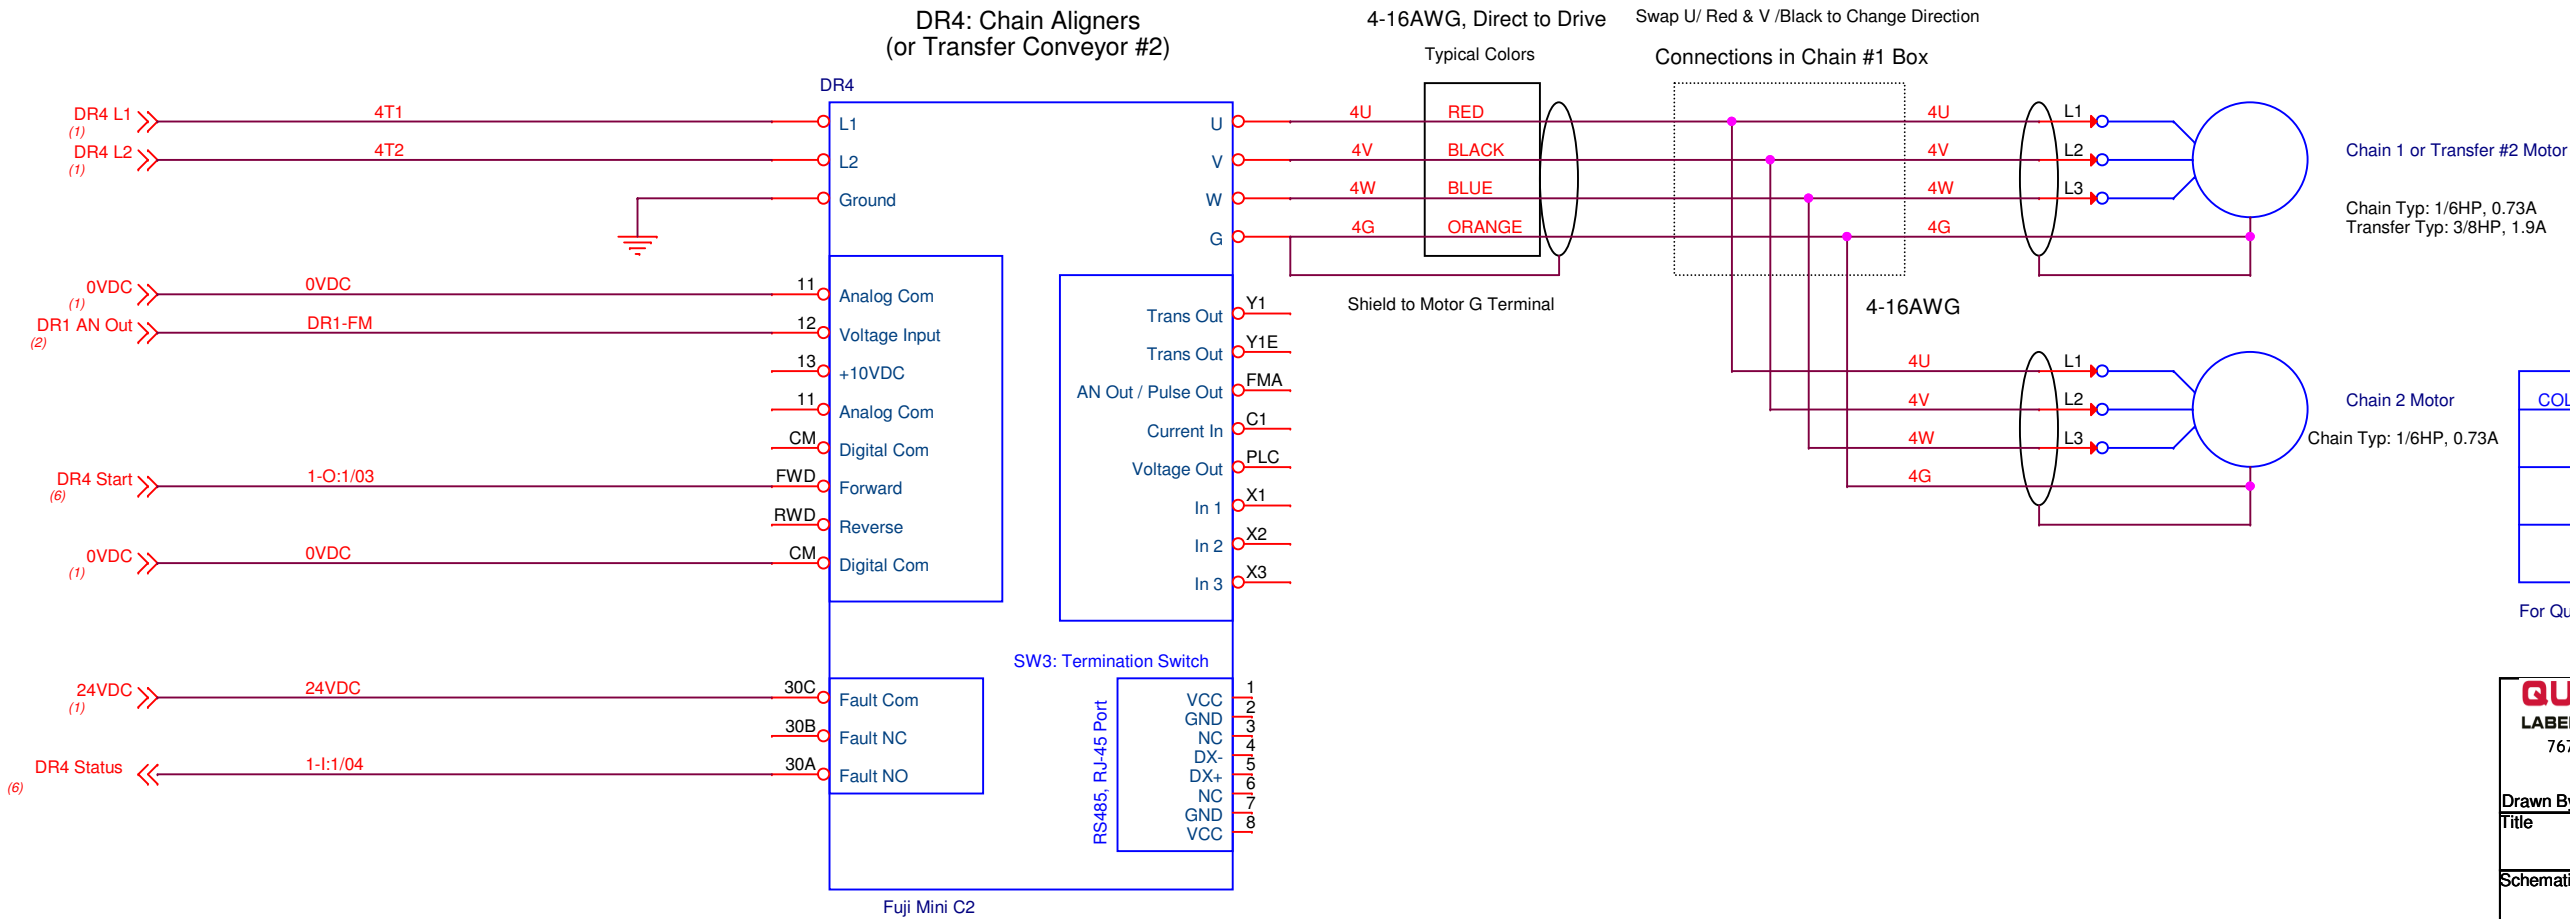 DR4: Chain Aligners
(or Transfer Conveyor #2)
4-16AWG, Direct to Drive
Swap U/ Red & V /Black to Change Direction
Typical Colors
Connections in Chain #1 Box
DR4
DR4 L1
(1)
4T1
L1
DR4 L2
(1)
4T2
L2
Ground
0VDC
(1)
0VDC
11
Analog Com
DR1 AN Out
(2)
DR1-FM
12
Voltage Input
13
+10VDC
11
Analog Com
CM
Digital Com
DR4 Start
(6)
1-O:1/03
FWD
Forward
RWD
Reverse
0VDC
(1)
0VDC
CM
Digital Com
24VDC
(1)
24VDC
30C
Fault Com
30B
Fault NC
DR4 Status
(6)
1-I:1/04
30A
Fault NO
U
4U
RED
4U
L1
V
4V
BLACK
4V
L2
W
4W
BLUE
4W
L3
G
4G
ORANGE
4G
Chain 1 or Transfer #2 Motor
Chain Typ: 1/6HP, 0.73A
Transfer Typ: 3/8HP, 1.9A
Shield to Motor G Terminal
4-16AWG
Trans Out
Y1
Trans Out
Y1E
AN Out / Pulse Out
FMA
Current In
C1
Voltage Out
PLC
In 1
X1
In 2
X2
In 3
X3
4U
L1
4V
L2
4W
L3
4G
Chain 2 Motor
Chain Typ: 1/6HP, 0.73A
SW3: Termination Switch
RS485, RJ-45 Port
VCC
1
GND
2
NC
3
DX-
4
DX+
5
NC
6
GND
7
VCC
8
Fuji Mini C2
COL
For Qu
QU
LABE
767
Drawn By
Title
Schemati